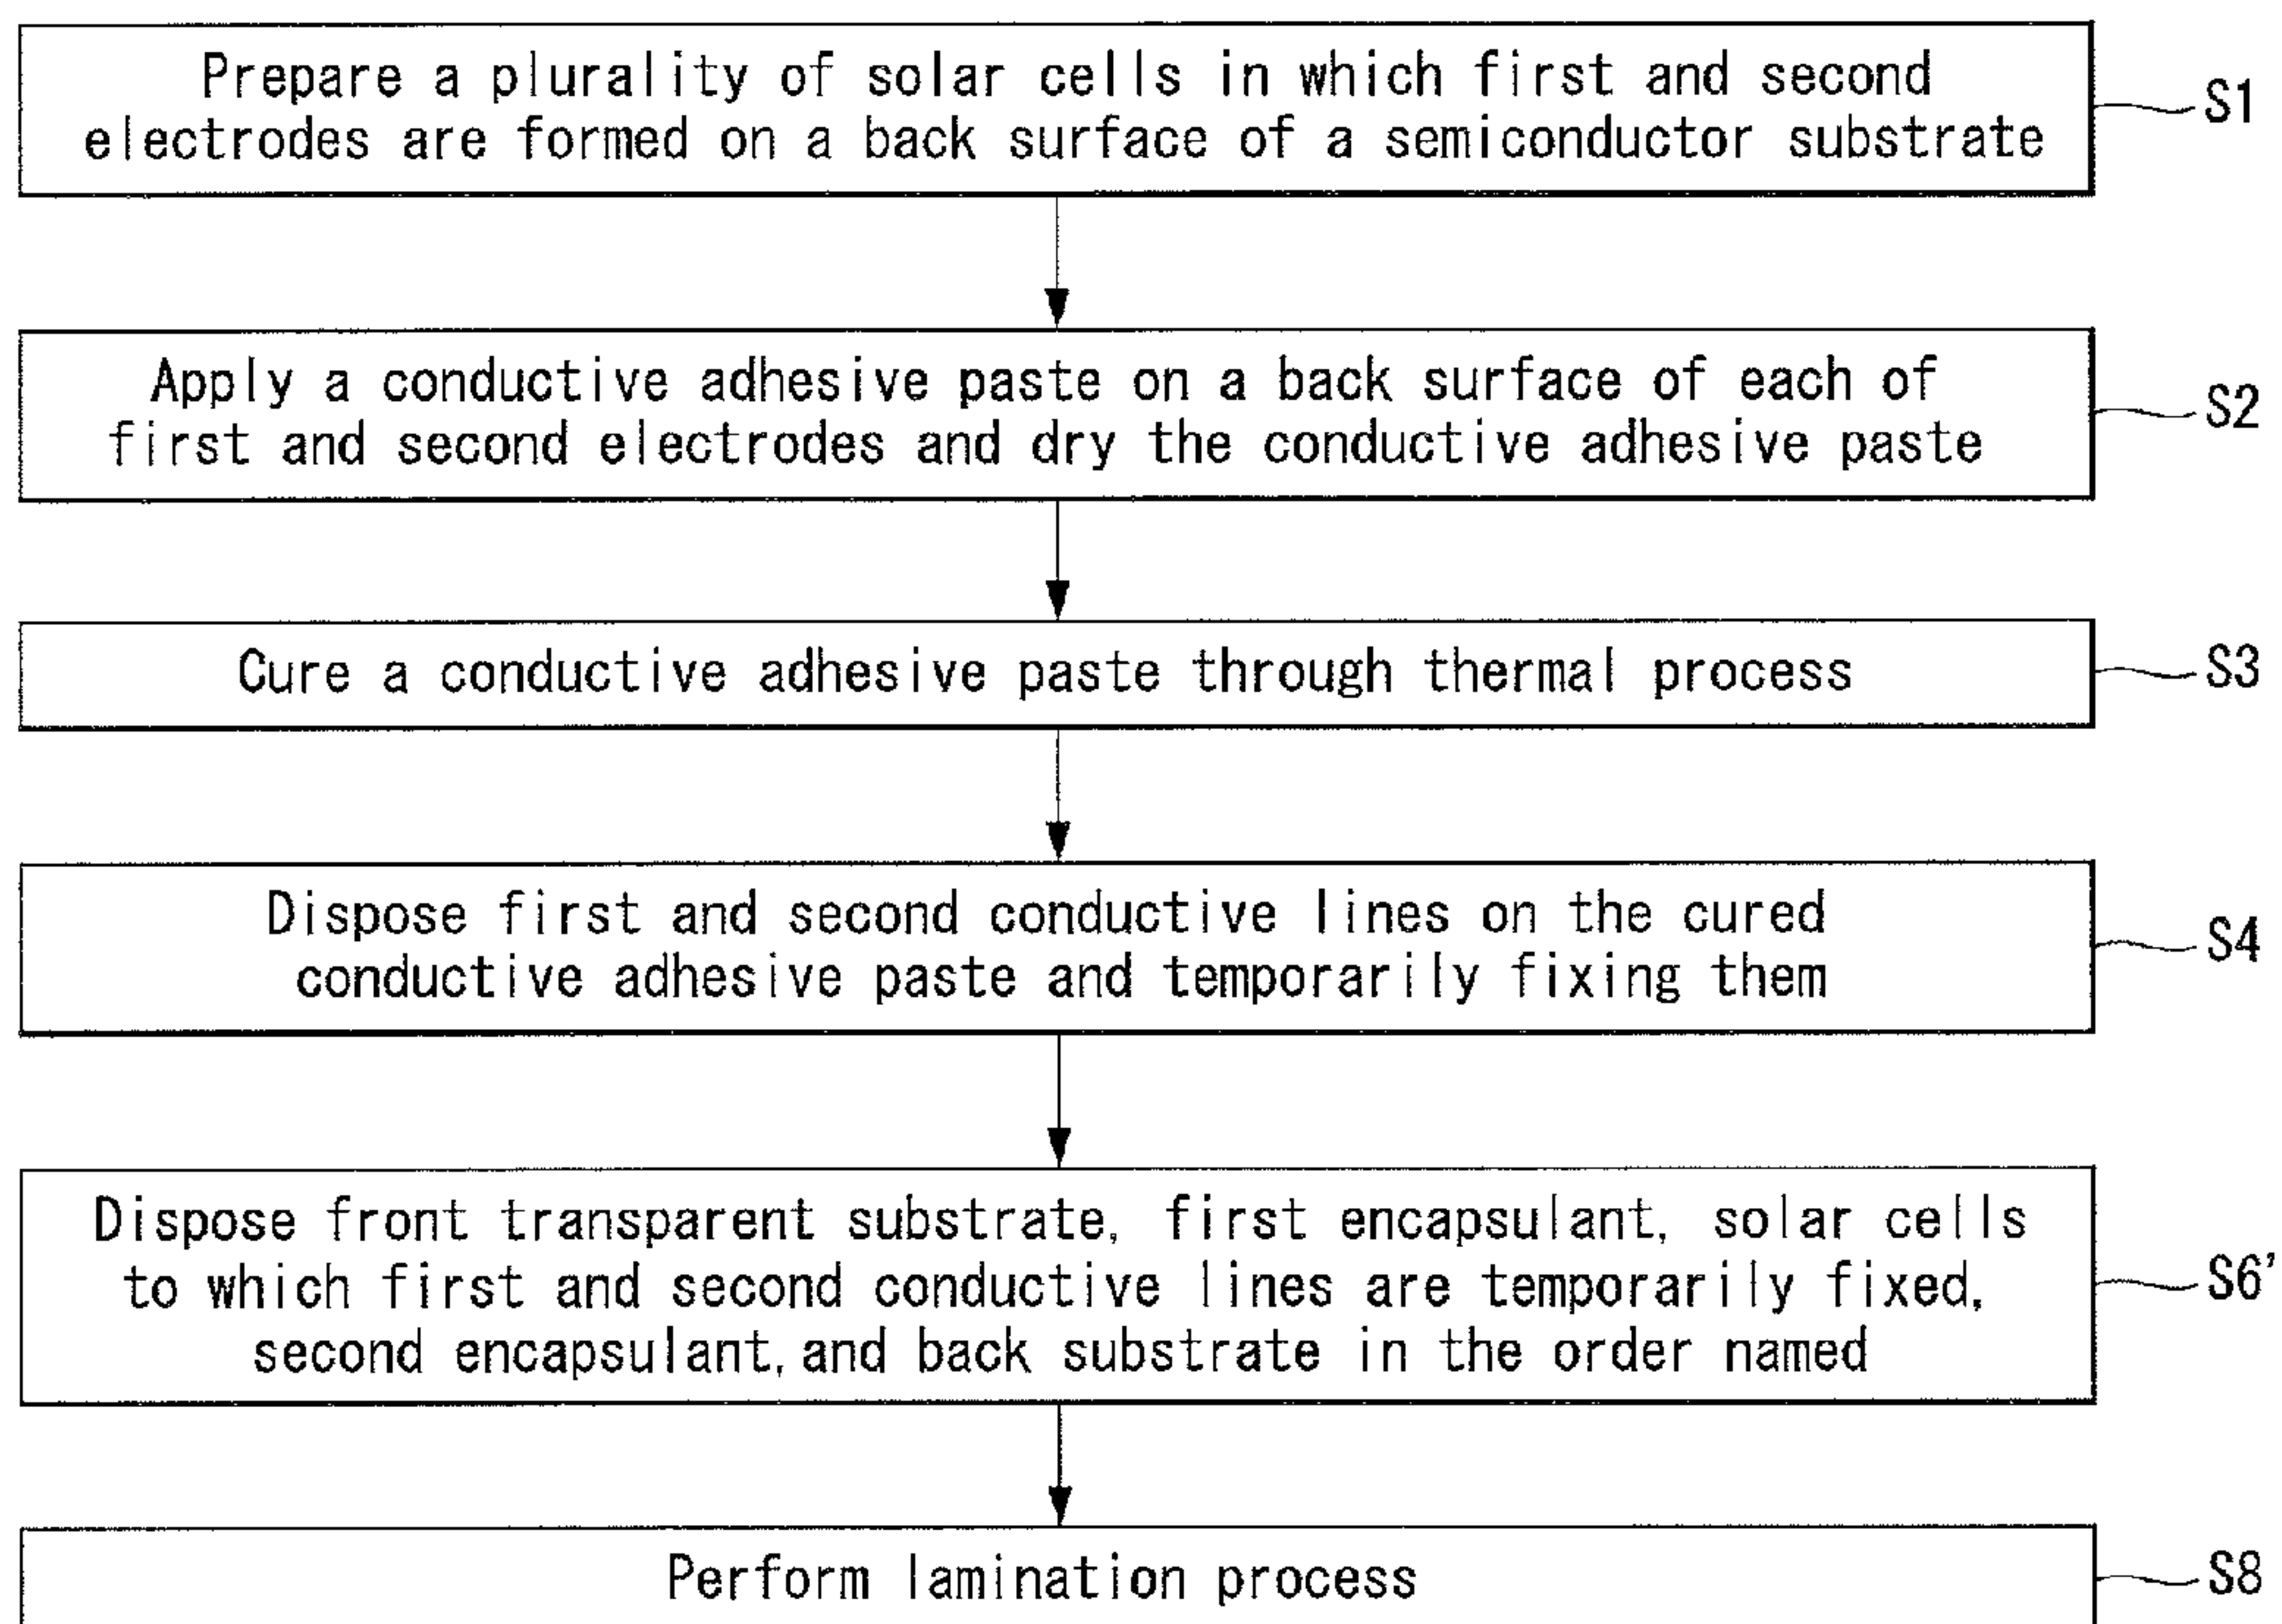 Prepare a plurality of solar cells in which first and second
electrodes are formed on a back surface of a semiconductor substrate
S1
Apply a conductive adhesive paste on a back surface of each of
first and second electrodes and dry the conductive adhesive paste
S2
Cure a conductive adhesive paste through thermal process
S3
Dispose first and second conductive lines on the cured
conductive adhesive paste and temporarily fixing them
S4
Dispose front transparent substrate, first encapsulant, solar cells
to which first and second conductive lines are temporarily fixed,
second encapsulant, and back substrate in the order named
S6'
Perform lamination process
S8